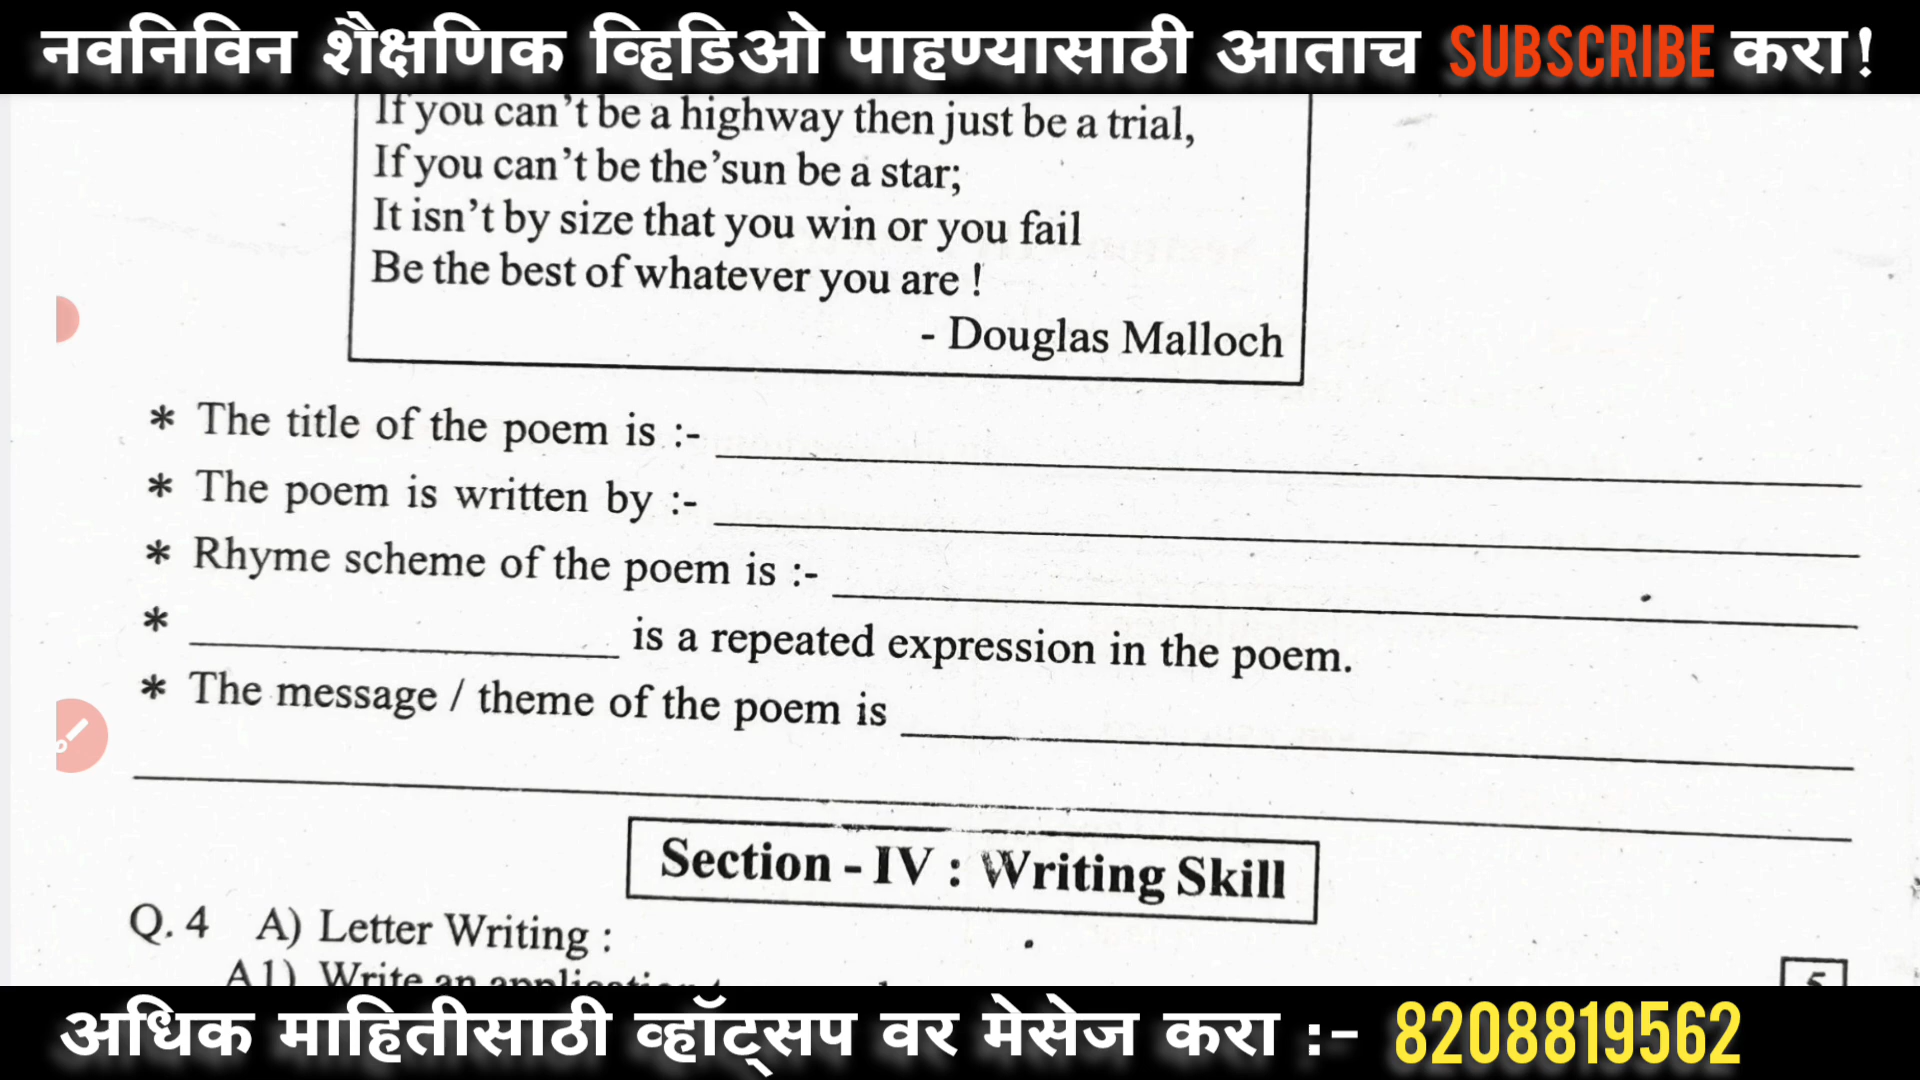 नवनिविन शैक्षणिक व्हिडिओ पाहण्यासाठी आताच SUBSCRIBE करा!
If you can't be a highway then just be a trial,
If you can't be the'sun be a star;
It isn't by size that you win or you fail
Be the best of whatever you are !
- Douglas Malloch
* The title of the poem is :-
* The poem is written by :-
* Rhyme scheme of the poem is :-
* is a repeated expression in the poem.
* The message / theme of the poem is
Section - IV : Writing Skill
Q. 4 A) Letter Writing :
A1) Write an application
5
अधिक माहितीसाठी व्हॉट्सप वर मेसेज करा :- 8208819562